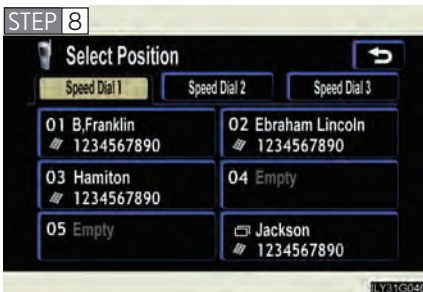 STEP 8
Select Position
Speed Dial 1 Speed Dial 2 Speed Dial 3
01 B,Franklin
1234567890
02 Ebraham Lincoln
1234567890
03 Hamiton
1234567890
04 Empty
05 Empty
Jackson
1234567890
ILY31G046